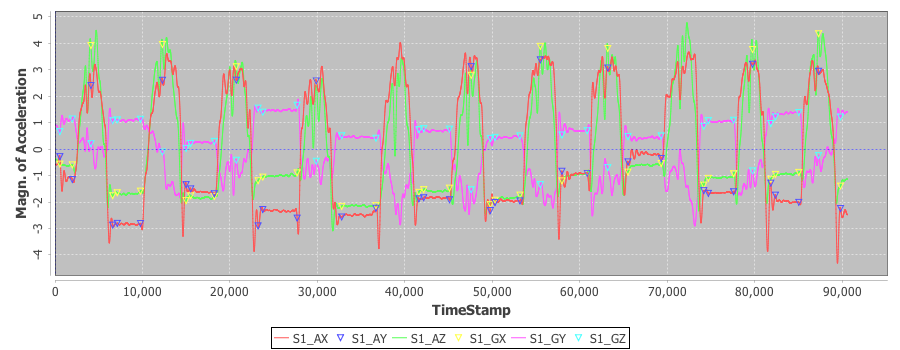 5
4
3
2
1
0
-1
-2
-3
-4
Magn. of Acceleration
0 10,000 20,000 30,000 40,000 50,000 60,000 70,000 80,000 90,000
TimeStamp
S1_AX S1_AY S1_AZ S1_GX S1_GY S1_GZ